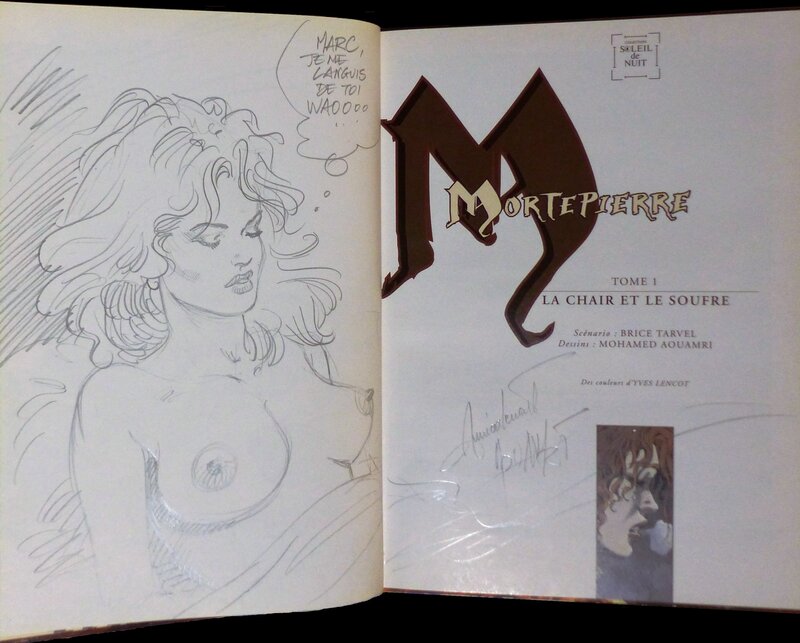 MARC,
JE NE
LANGUIS
DE TOI
WAOOOO
...
COLLECTION
SOLEIL
de
NUIT
MORTEPIERRE
TOME 1
LA CHAIR ET LE SOUFRE
Scénario : BRICE TARVEL
Dessins : MOHAMED AOUAMRI
Des couleurs d'YVES LENCOT